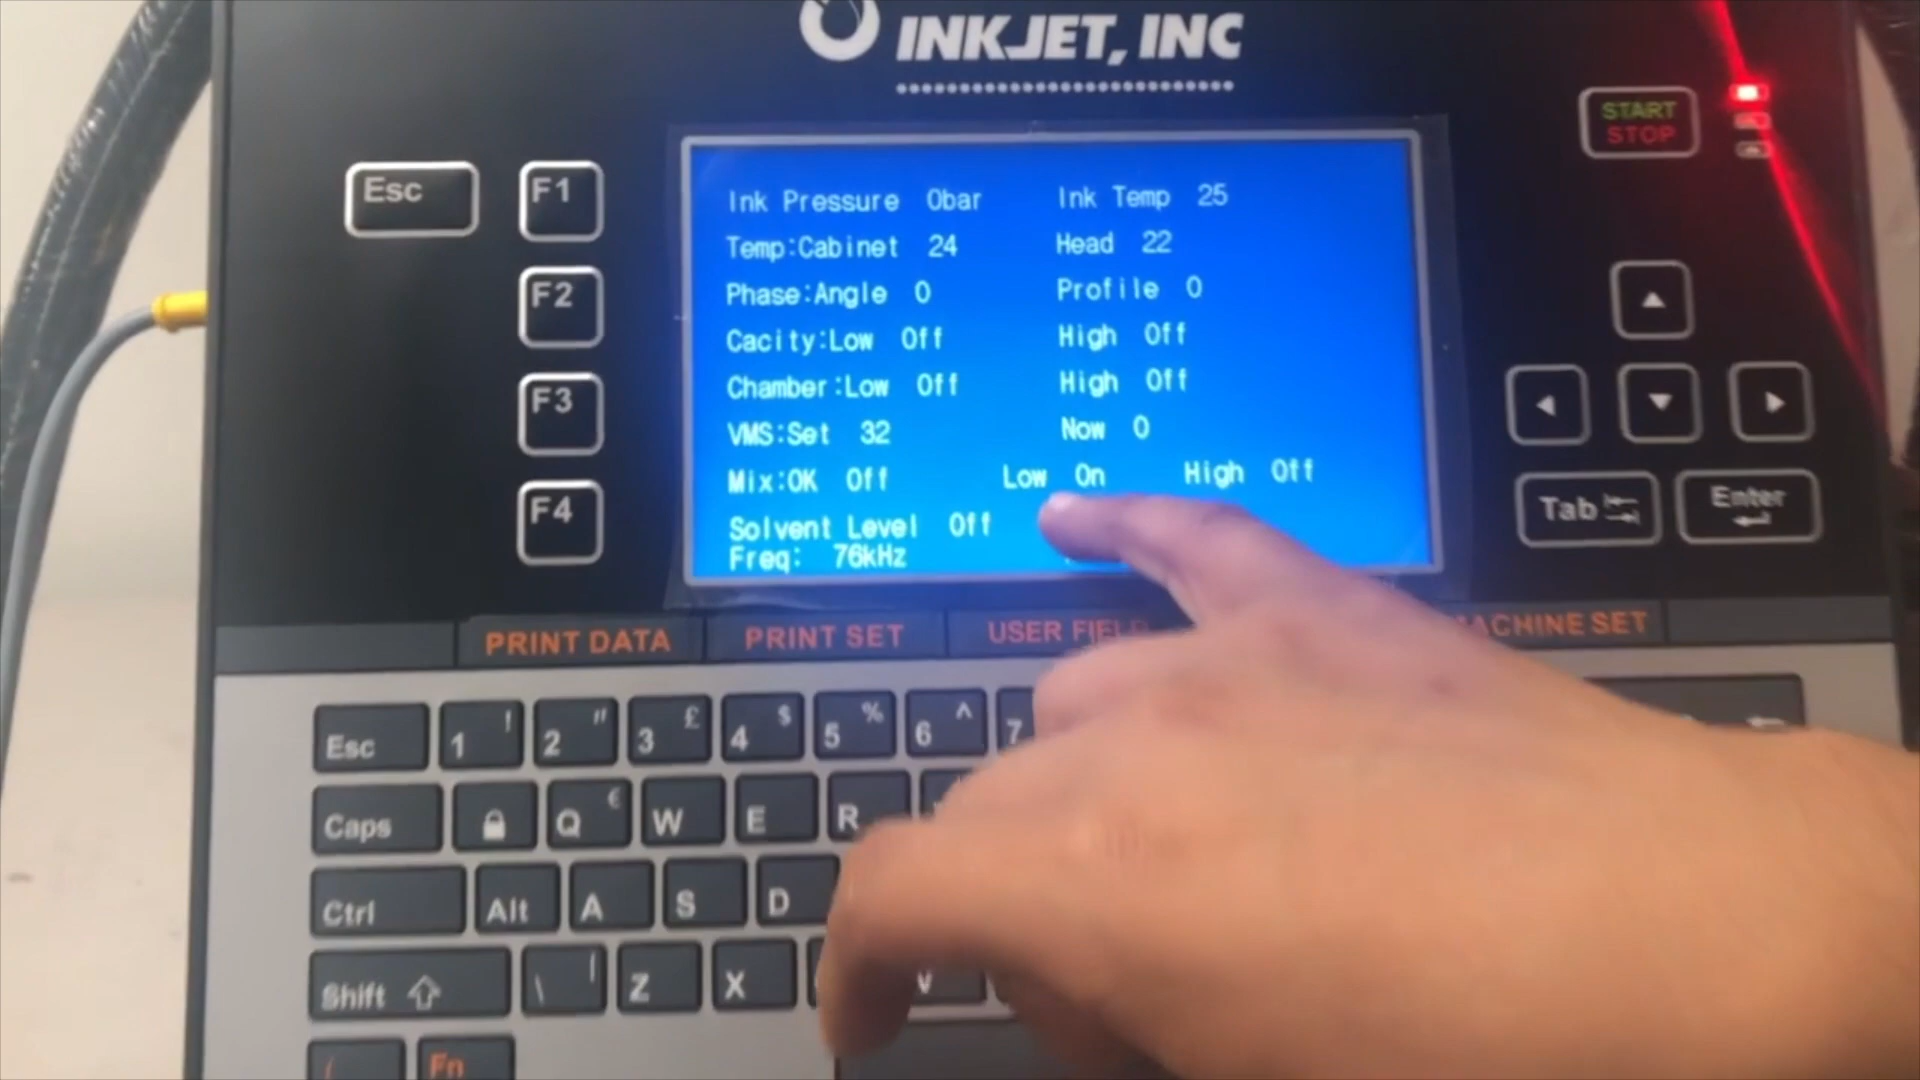 INKJET, INC
START
STOP
Esc
F1
F2
F3
F4
Ink Pressure 0bar Ink Temp 25
Temp:Cabinet 24 Head 22
Phase:Angle 0 Profile 0
Cacity:Low Off High Off
Chamber:Low Off High Off
VMS:Set 32 Now 0
Mix:OK Off Low On High Off
Solvent Level Off
Freq: 76kHz
Tab Enter
PRINT DATA PRINT SET USER FIELD MACHINE SET
Esc 1 ! 2 " 3 £ 4 $ 5 % 6 ^ 7
Caps Q € W E R
Ctrl Alt A S D
Shift \ | Z X V
Fn